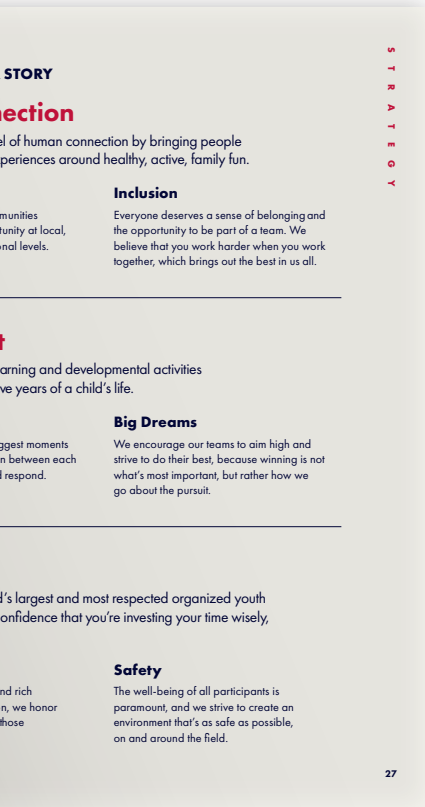 STORY
nection
el of human connection by bringing people
periences around healthy, active, family fun.
munities
tunity at local,
onal levels.
Inclusion
Everyone deserves a sense of belonging and
the opportunity to be part of a team. We
believe that you work harder when you work
together, which brings out the best in us all.
t
arning and developmental activities
ve years of a child's life.
ggest moments
n between each
d respond.
Big Dreams
We encourage our teams to aim high and
strive to do their best, because winning is not
what's most important, but rather how we
go about the pursuit.
d's largest and most respected organized youth
onfidence that you're investing your time wisely,
nd rich
n, we honor
those
Safety
The well-being of all participants is
paramount, and we strive to create an
environment that's as safe as possible,
on and around the field.
STRATEGY
27